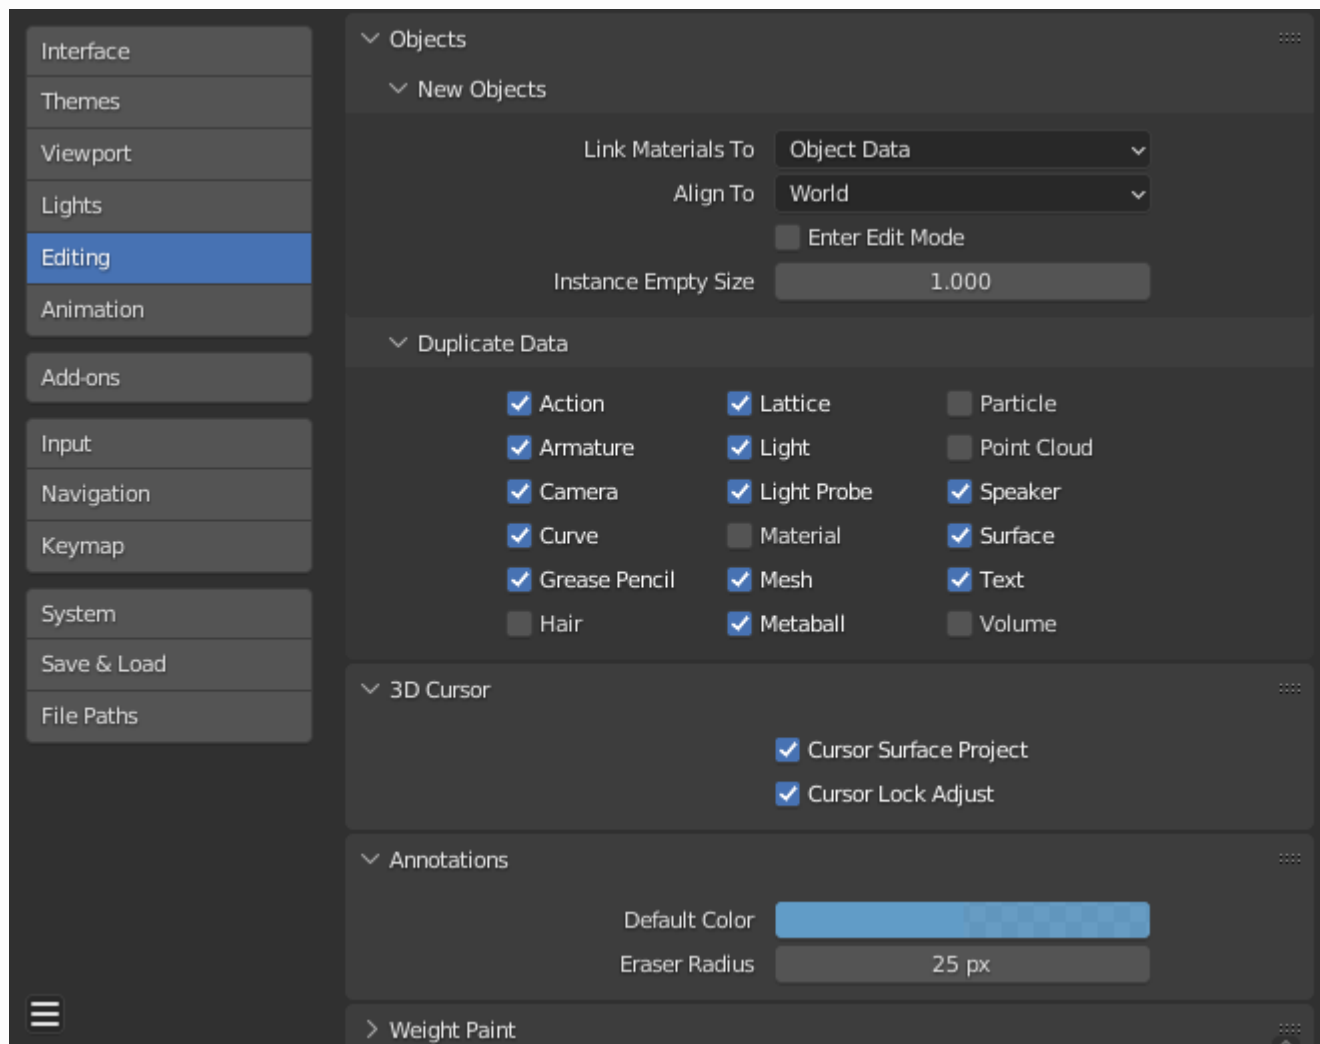 Interface
Themes
Viewport
Lights
Editing
Animation
Add-ons
Input
Navigation
Keymap
System
Save & Load
File Paths
Objects
New Objects
Link Materials To Object Data
Align To World
Enter Edit Mode
Instance Empty Size 1.000
Duplicate Data
Action Lattice Particle
Armature Light Point Cloud
Camera Light Probe Speaker
Curve Material Surface
Grease Pencil Mesh Text
Hair Metaball Volume
3D Cursor
Cursor Surface Project
Cursor Lock Adjust
Annotations
Default Color
Eraser Radius 25 px
Weight Paint